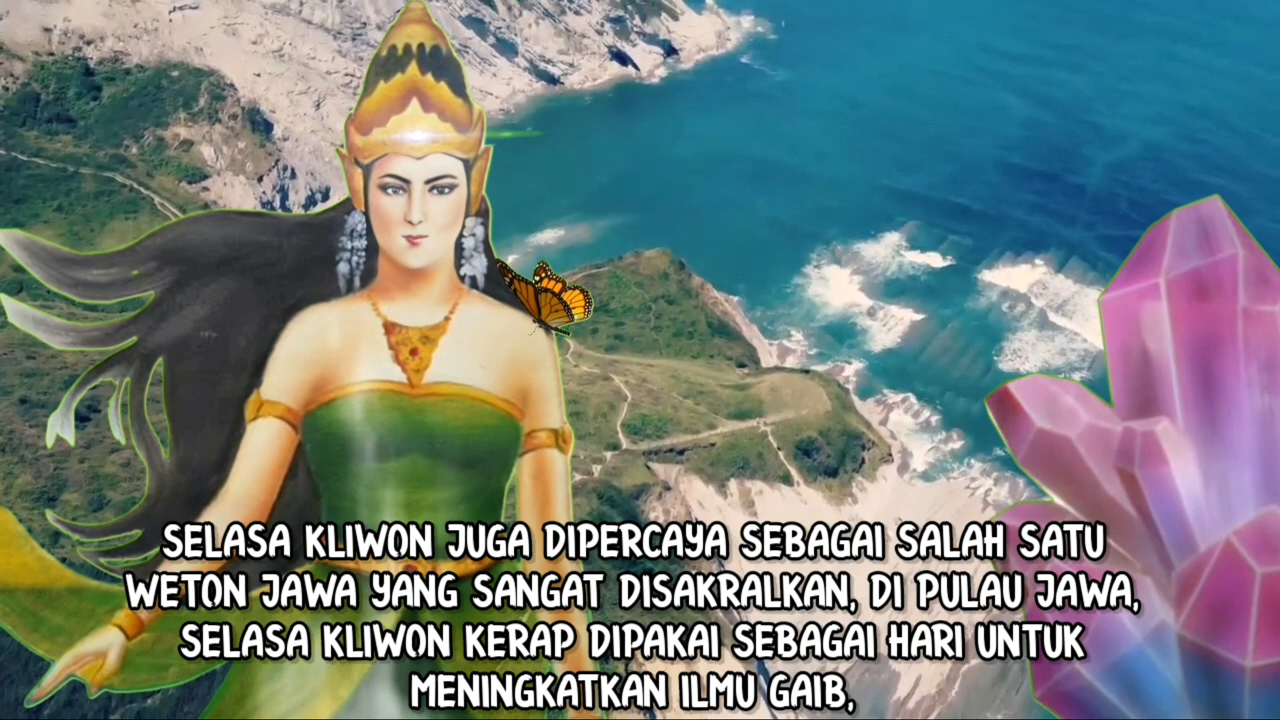 SELASA KLIWON JUGA DIPERCAYA SEBAGAI SALAH SATU
WETON JAWA YANG SANGAT DISAKRALKAN, DI PULAU JAWA,
SELASA KLIWON KERAP DIPAKAI SEBAGAI HARI UNTUK
MENINGKATKAN ILMU GAIB,